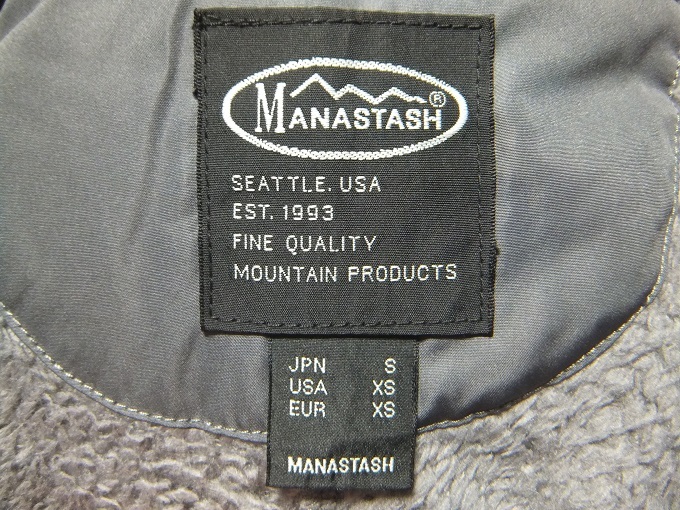 MANASTASH®
SEATTLE. USA
EST. 1993
FINE QUALITY
MOUNTAIN PRODUCTS
JPN S
USA XS
EUR XS
MANASTASH